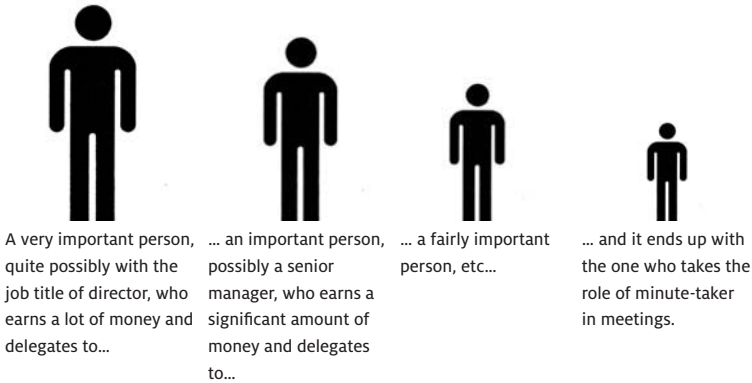 A very important person,
quite possibly with the
job title of director, who
earns a lot of money and
delegates to...
... an important person,
possibly a senior
manager, who earns a
significant amount of
money and delegates
to...
... a fairly important
person, etc...
... and it ends up with
the one who takes the
role of minute-taker
in meetings.